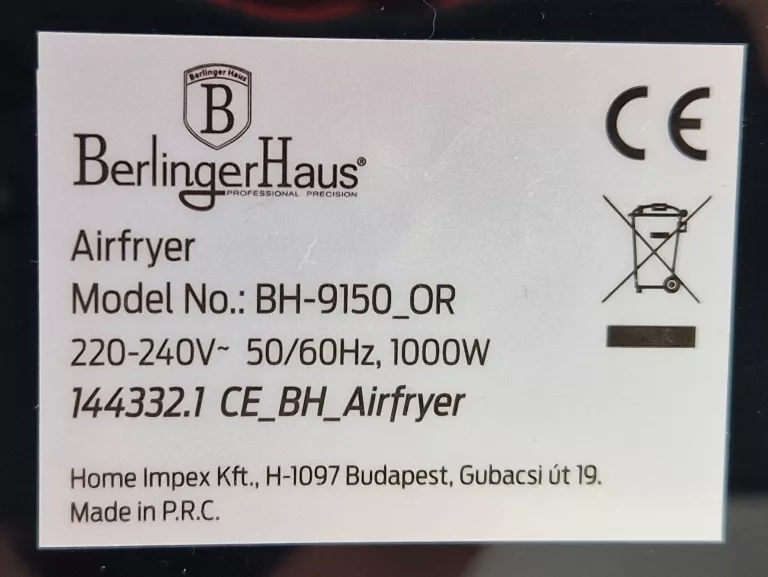 Berlinger Haus
B
BerlingerHaus®
PROFESSIONAL PRECISION
CE
Airfryer
Model No.: BH-9150_OR
220-240V~ 50/60Hz, 1000W
144332.1 CE_BH_Airfryer
Home Impex Kft., H-1097 Budapest, Gubacsi út 19.
Made in P.R.C.